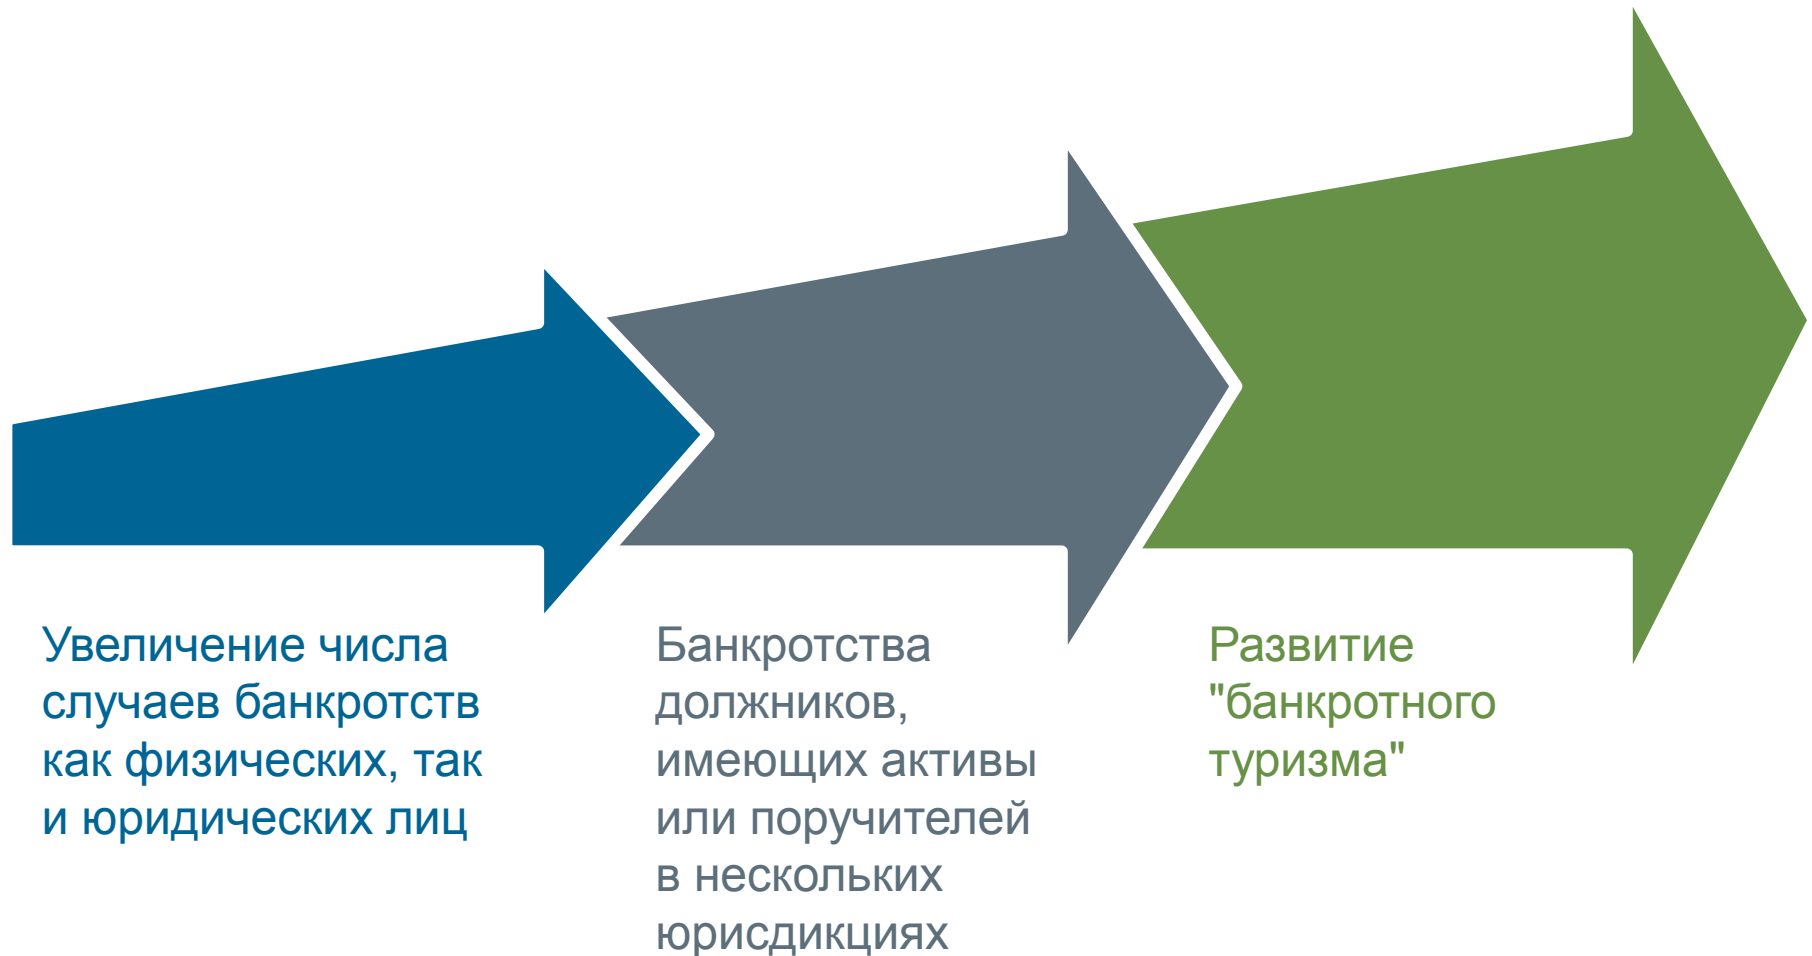 Увеличение числа
случаев банкротств
как физических, так
и юридических лиц
Банкротства
должников,
имеющих активы
или поручителей
в нескольких
юрисдикциях
Развитие
"банкротного
туризма"